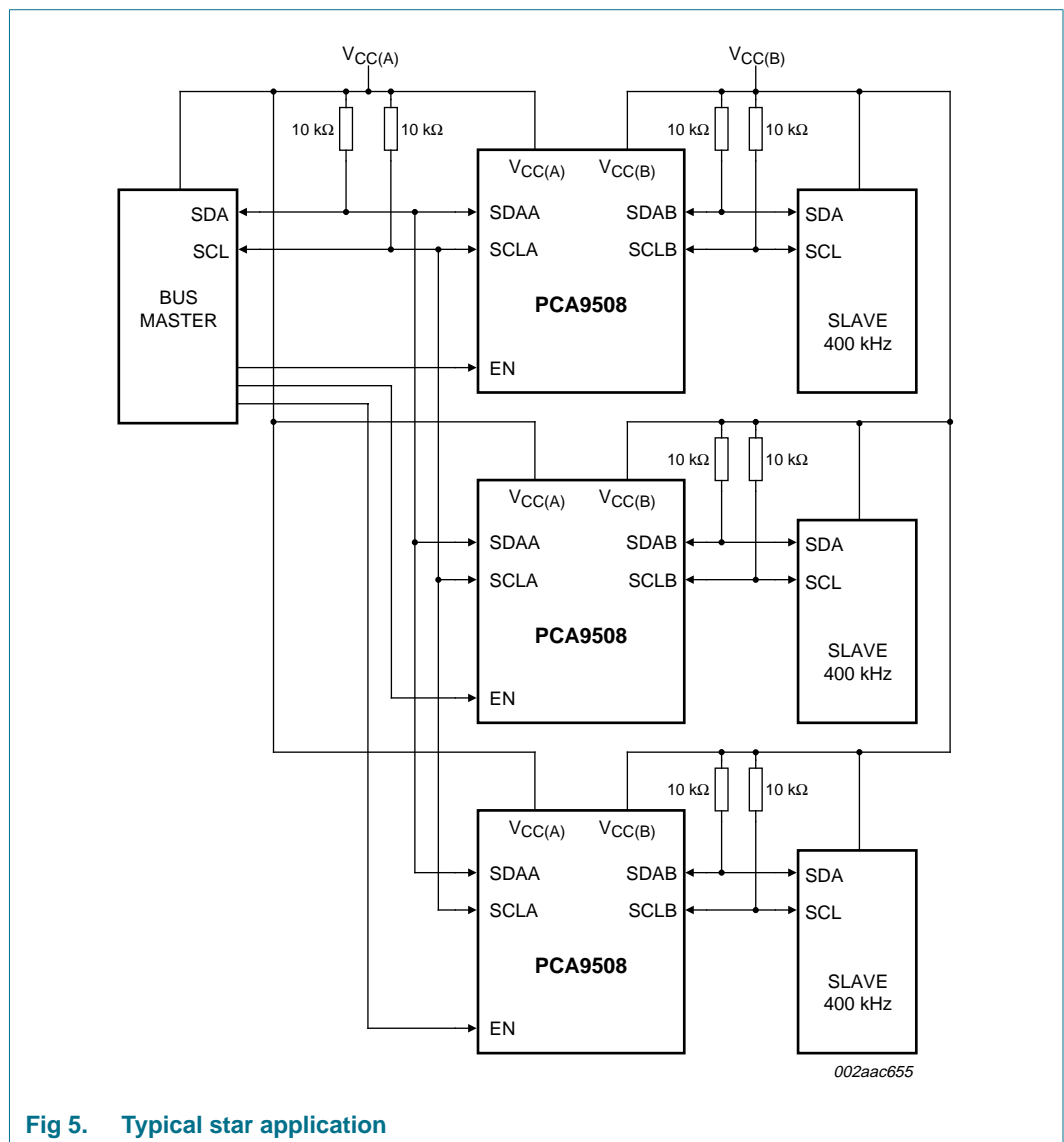 VCC(A) VCC(B)
10 kΩ 10 kΩ 10 kΩ 10 kΩ
VCC(A) VCC(B)
SDA SDAA SDAB SDA
SCL SCLA SCLB SCL
BUS
MASTER
PCA9508
SLAVE
400 kHz
EN
10 kΩ 10 kΩ
VCC(A) VCC(B)
SDAA SDAB SDA
SCLA SCLB SCL
PCA9508
SLAVE
400 kHz
EN
10 kΩ 10 kΩ
VCC(A) VCC(B)
SDAA SDAB SDA
SCLA SCLB SCL
PCA9508
SLAVE
400 kHz
EN
002aac655
Fig 5. Typical star application